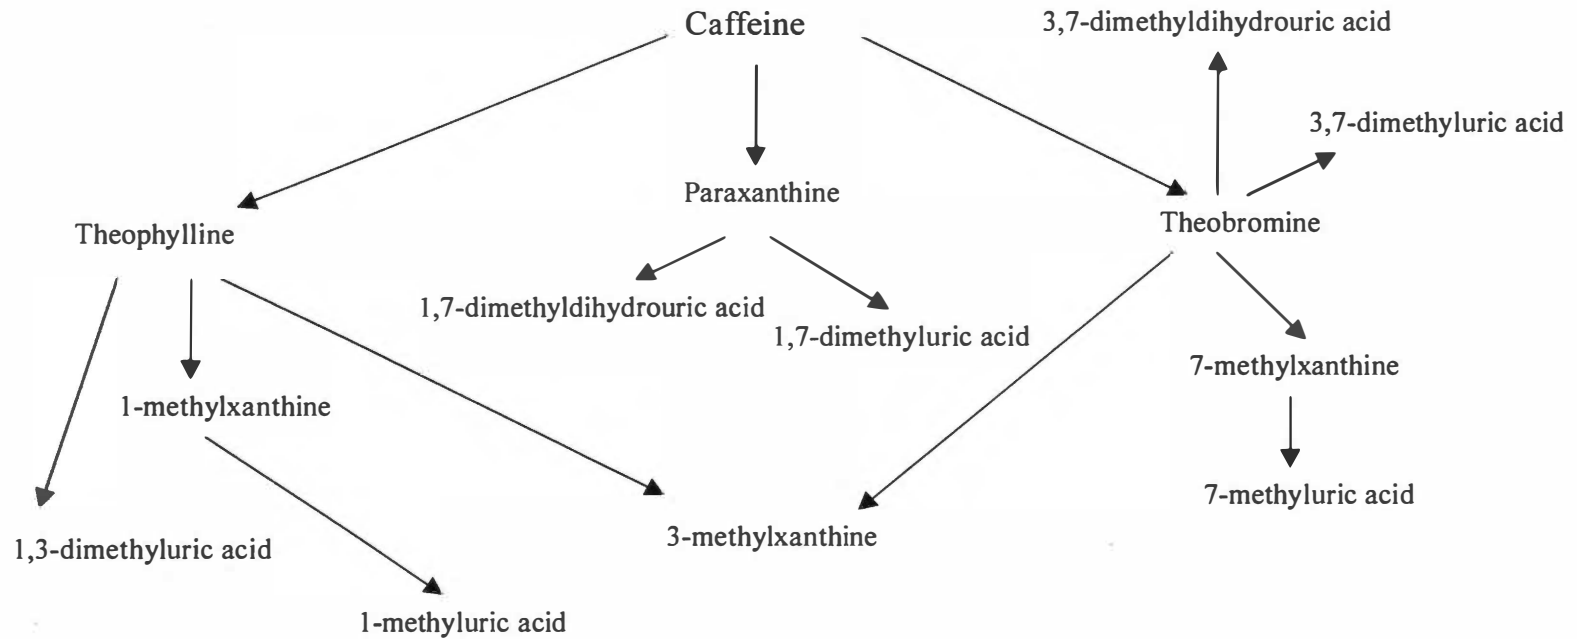 Caffeine
3,7-dimethyldihydrouric acid
3,7-dimethyluric acid
Paraxanthine
Theobromine
Theophylline
1,7-dimethyldihydrouric acid
1,7-dimethyluric acid
7-methylxanthine
1-methylxanthine
7-methyluric acid
3-methylxanthine
1,3-dimethyluric acid
1-methyluric acid